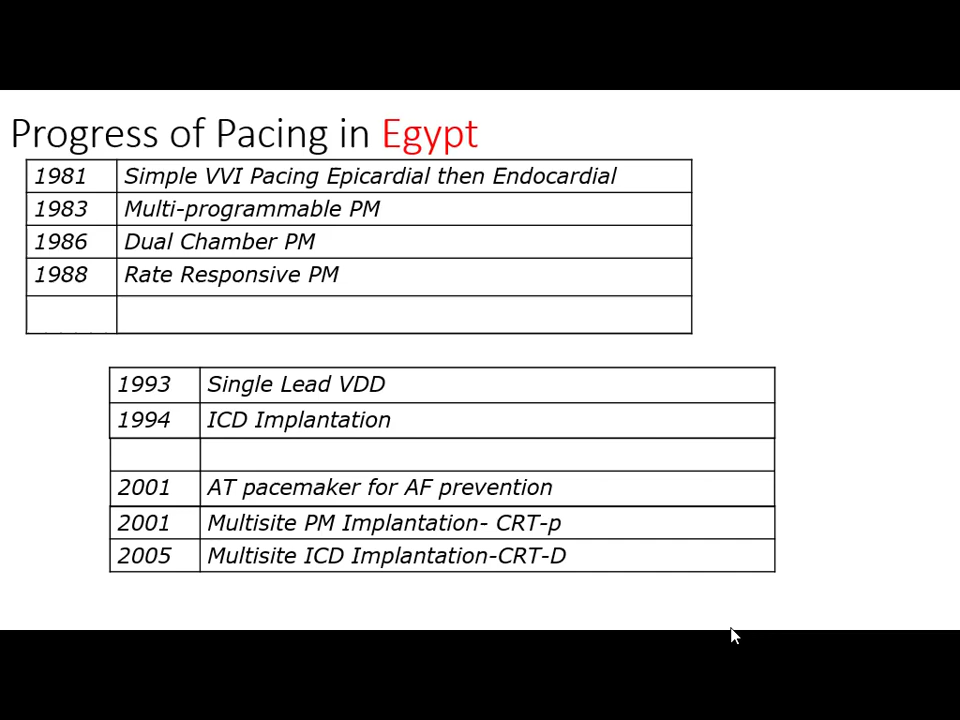 Progress of Pacing in Egypt
1981 Simple VVI Pacing Epicardial then Endocardial
1983 Multi-programmable PM
1986 Dual Chamber PM
1988 Rate Responsive PM
1993 Single Lead VDD
1994 ICD Implantation
2001 AT pacemaker for AF prevention
2001 Multisite PM Implantation- CRT-p
2005 Multisite ICD Implantation-CRT-D